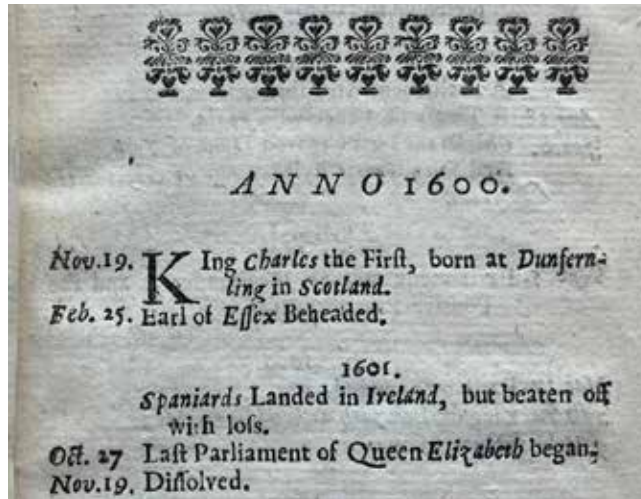 ANNO 1600.
Nov. 19. KIng Charles the Firſt, born at Dunfern-
ling in Scotland.
Feb. 25. Earl of Eſſex Beheaded.
1601.
Spaniards Landed in Ireland, but beaten off
with loſs.
Oct. 27 Laſt Parliament of Queen Elizabeth began.
Nov. 19. Diſſolved.